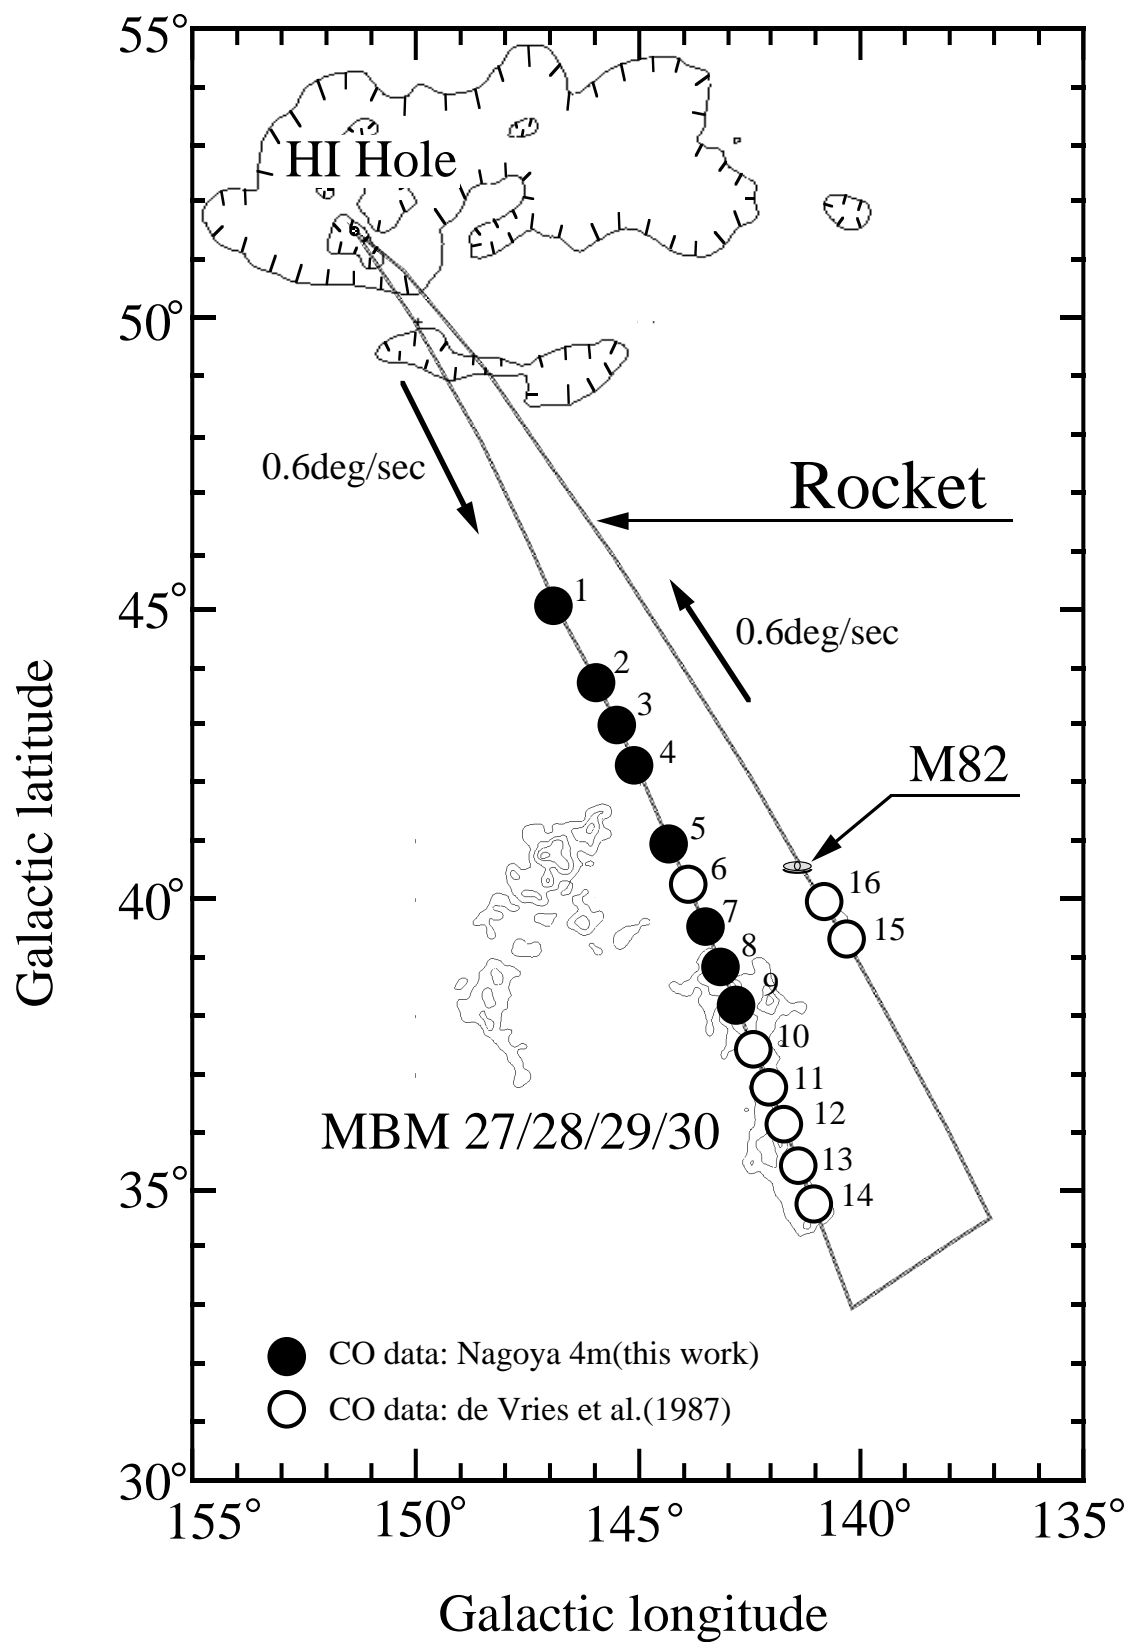 55°
HI Hole
50°
0.6deg/sec
Rocket
1
45°
0.6deg/sec
2
3
4
M82
5
6
16
40°
7
15
8
9
10
11
MBM 27/28/29/30
12
13
35°
14
CO data: Nagoya 4m(this work)
CO data: de Vries et al.(1987)
30°
155° 150° 145° 140° 135°
Galactic longitude
Galactic latitude